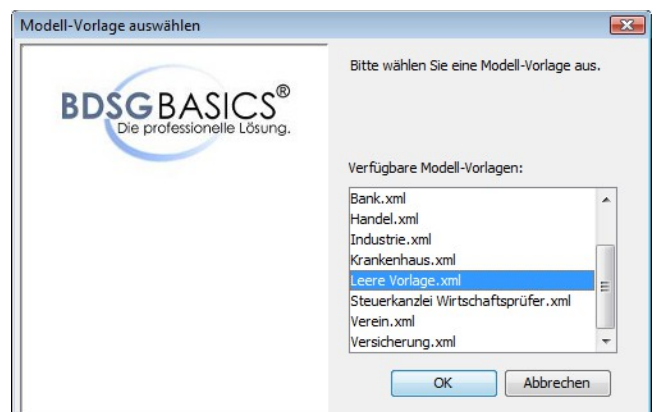 Modell-Vorlage auswählen
Bitte wählen Sie eine Modell-Vorlage aus.
BDSGBASICS®
Die professionelle Lösung.
Verfügbare Modell-Vorlagen:
Bank.xml
Handel.xml
Industrie.xml
Krankenhaus.xml
Leere Vorlage.xml
Steuerkanzlei Wirtschaftsprüfer.xml
Verein.xml
Versicherung.xml
OK
Abbrechen